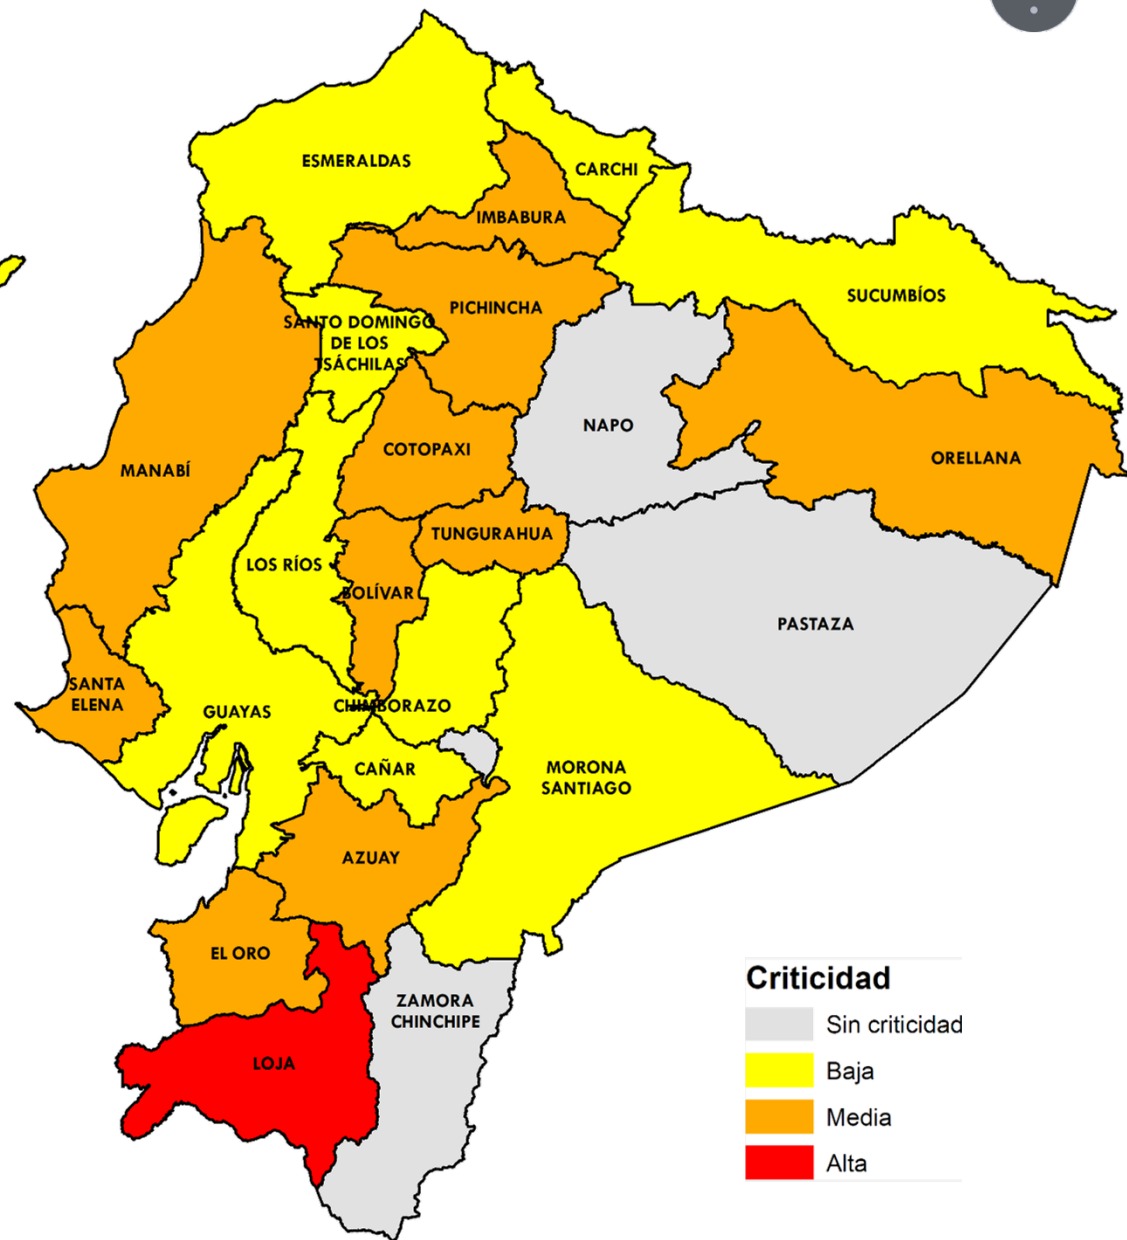 ESMERALDAS
CARCHI
IMBABURA
SUCUMBÍOS
PICHINCHA
SANTO DOMINGO
DE LOS
TSÁCHILAS
NAPO
COTOPAXI
ORELLANA
MANABÍ
TUNGURAHUA
LOS RÍOS
BOLÍVAR
PASTAZA
SANTA
ELENA
GUAYAS
CHIMBORAZO
CAÑAR
MORONA
SANTIAGO
AZUAY
EL ORO
ZAMORA
CHINCHIPE
LOJA
Criticidad
Sin criticidad
Baja
Media
Alta